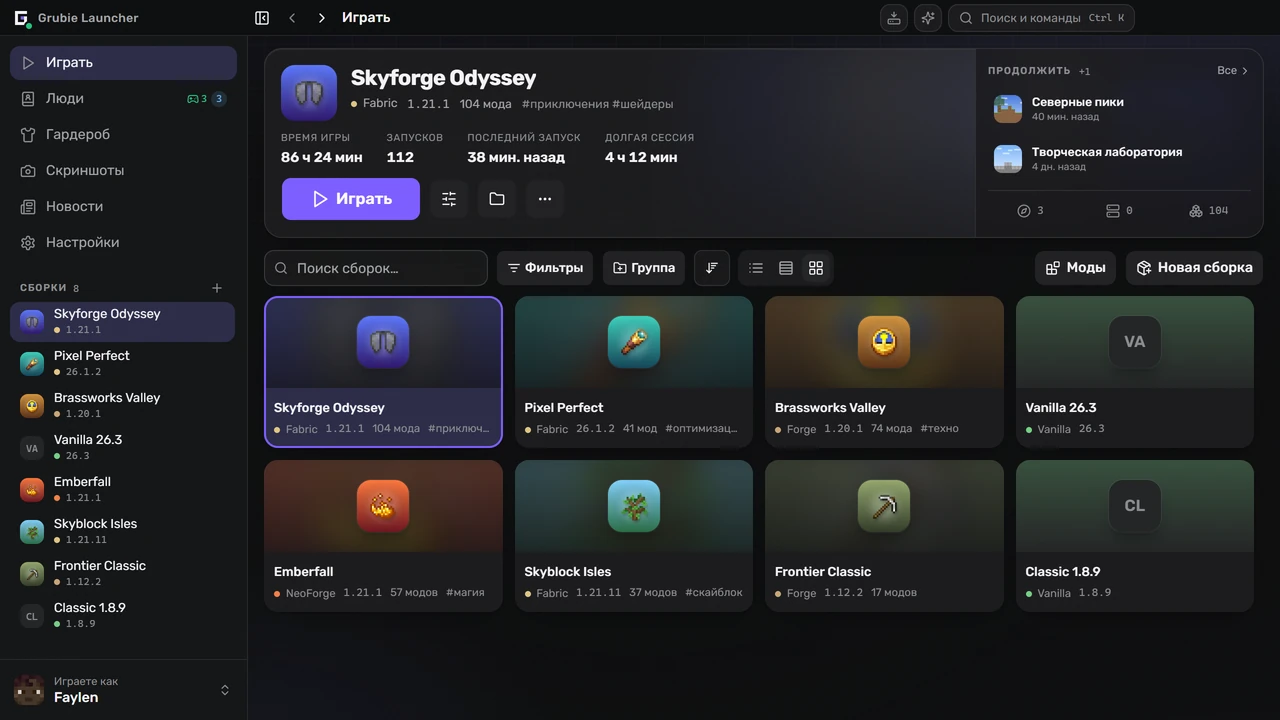 Grubie Launcher
Играть
Поиск и команды Ctrl K
Играть
Люди 3 3
Гардероб
Скриншоты
Новости
Настройки
СБОРКИ 8
Skyforge Odyssey
1.21.1
Pixel Perfect
26.1.2
Brassworks Valley
1.20.1
VA
Vanilla 26.3
26.3
Emberfall
1.21.1
Skyblock Isles
1.21.11
Frontier Classic
1.12.2
CL
Classic 1.8.9
1.8.9
Играете как
Faylen
Skyforge Odyssey
Fabric 1.21.1 104 мода #приключения #шейдеры
ВРЕМЯ ИГРЫ ЗАПУСКОВ ПОСЛЕДНИЙ ЗАПУСК ДОЛГАЯ СЕССИЯ
86 ч 24 мин 112 38 мин. назад 4 ч 12 мин
Играть
ПРОДОЛЖИТЬ +1 Все
Северные пики
40 мин. назад
Творческая лаборатория
4 дн. назад
3 0 104
Поиск сборок… Фильтры Группа Моды Новая сборка
VA
Skyforge Odyssey Pixel Perfect Brassworks Valley Vanilla 26.3
Fabric 1.21.1 104 мода #приключ… Fabric 26.1.2 41 мод #оптимизац… Forge 1.20.1 74 мода #техно Vanilla 26.3
CL
Emberfall Skyblock Isles Frontier Classic Classic 1.8.9
NeoForge 1.21.1 57 модов #магия Fabric 1.21.11 37 модов #скайблок Forge 1.12.2 17 модов Vanilla 1.8.9